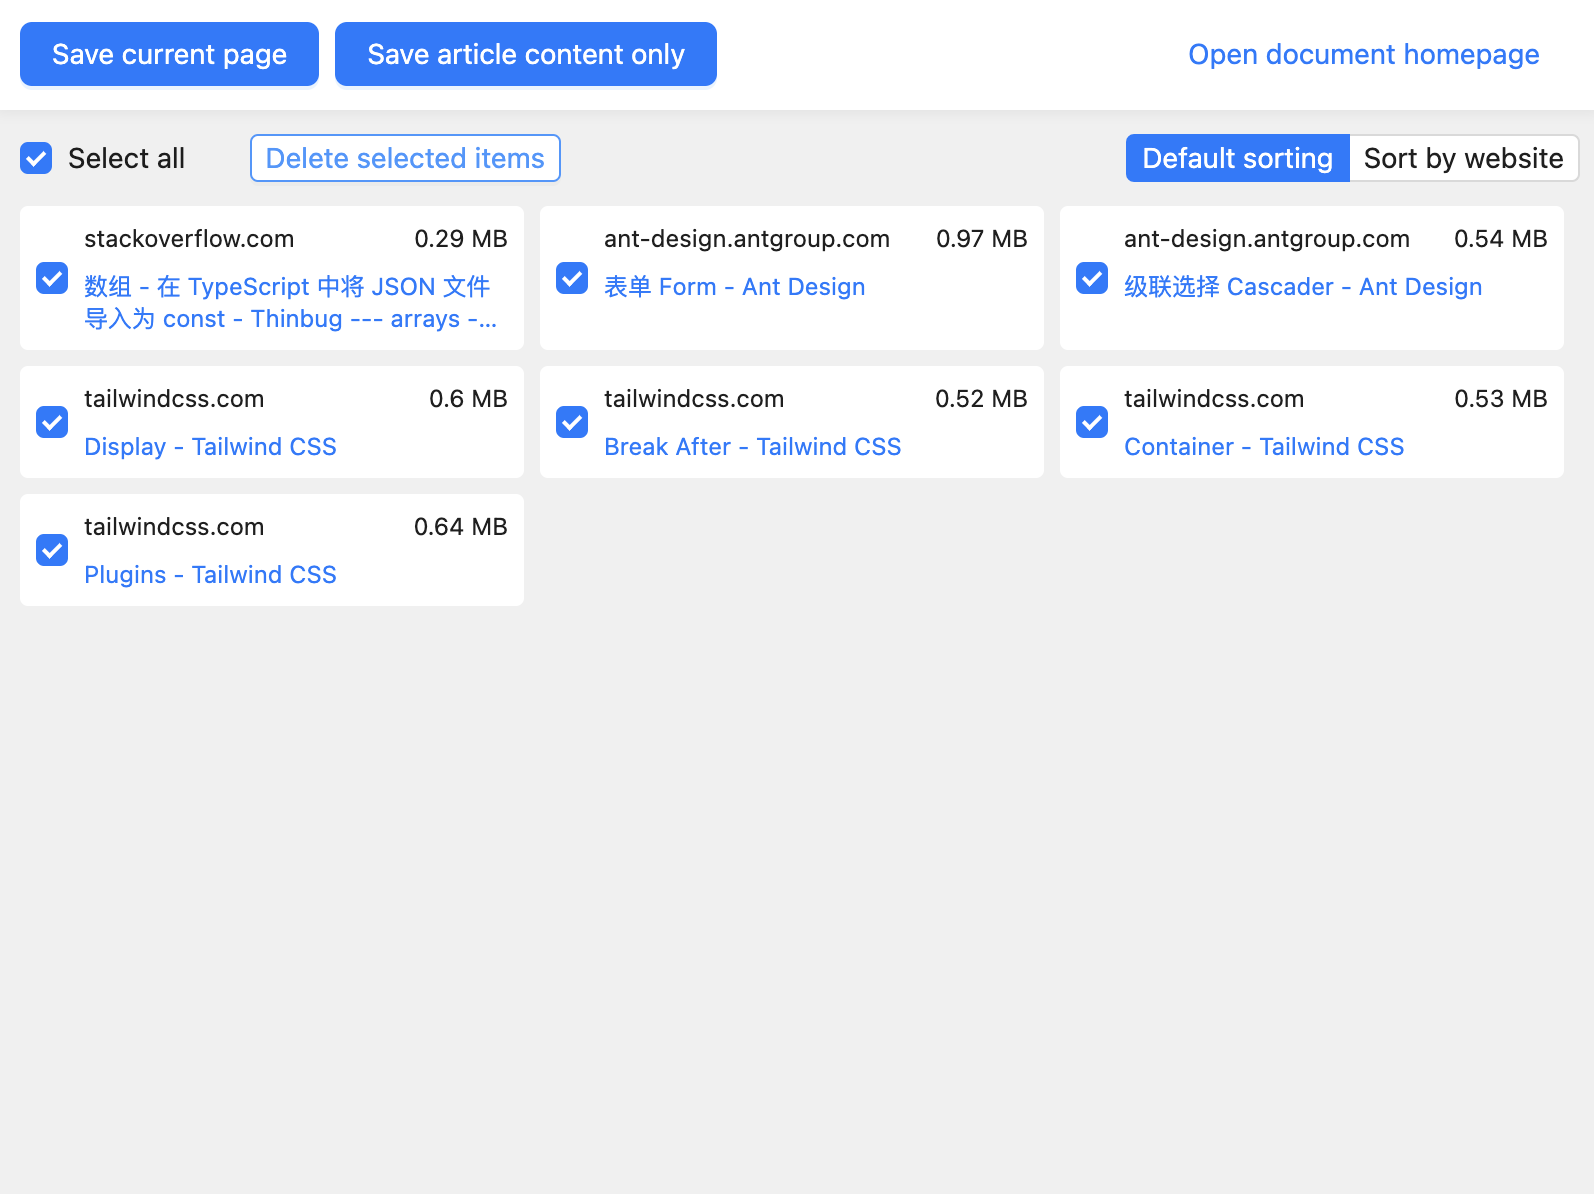 Save current page
Save article content only
Open document homepage
Select all
Delete selected items
Default sorting
Sort by website
stackoverflow.com 0.29 MB
数组 - 在 TypeScript 中将 JSON 文件
导入为 const - Thinbug --- arrays -...
ant-design.antgroup.com 0.97 MB
表单 Form - Ant Design
ant-design.antgroup.com 0.54 MB
级联选择 Cascader - Ant Design
tailwindcss.com 0.6 MB
Display - Tailwind CSS
tailwindcss.com 0.52 MB
Break After - Tailwind CSS
tailwindcss.com 0.53 MB
Container - Tailwind CSS
tailwindcss.com 0.64 MB
Plugins - Tailwind CSS